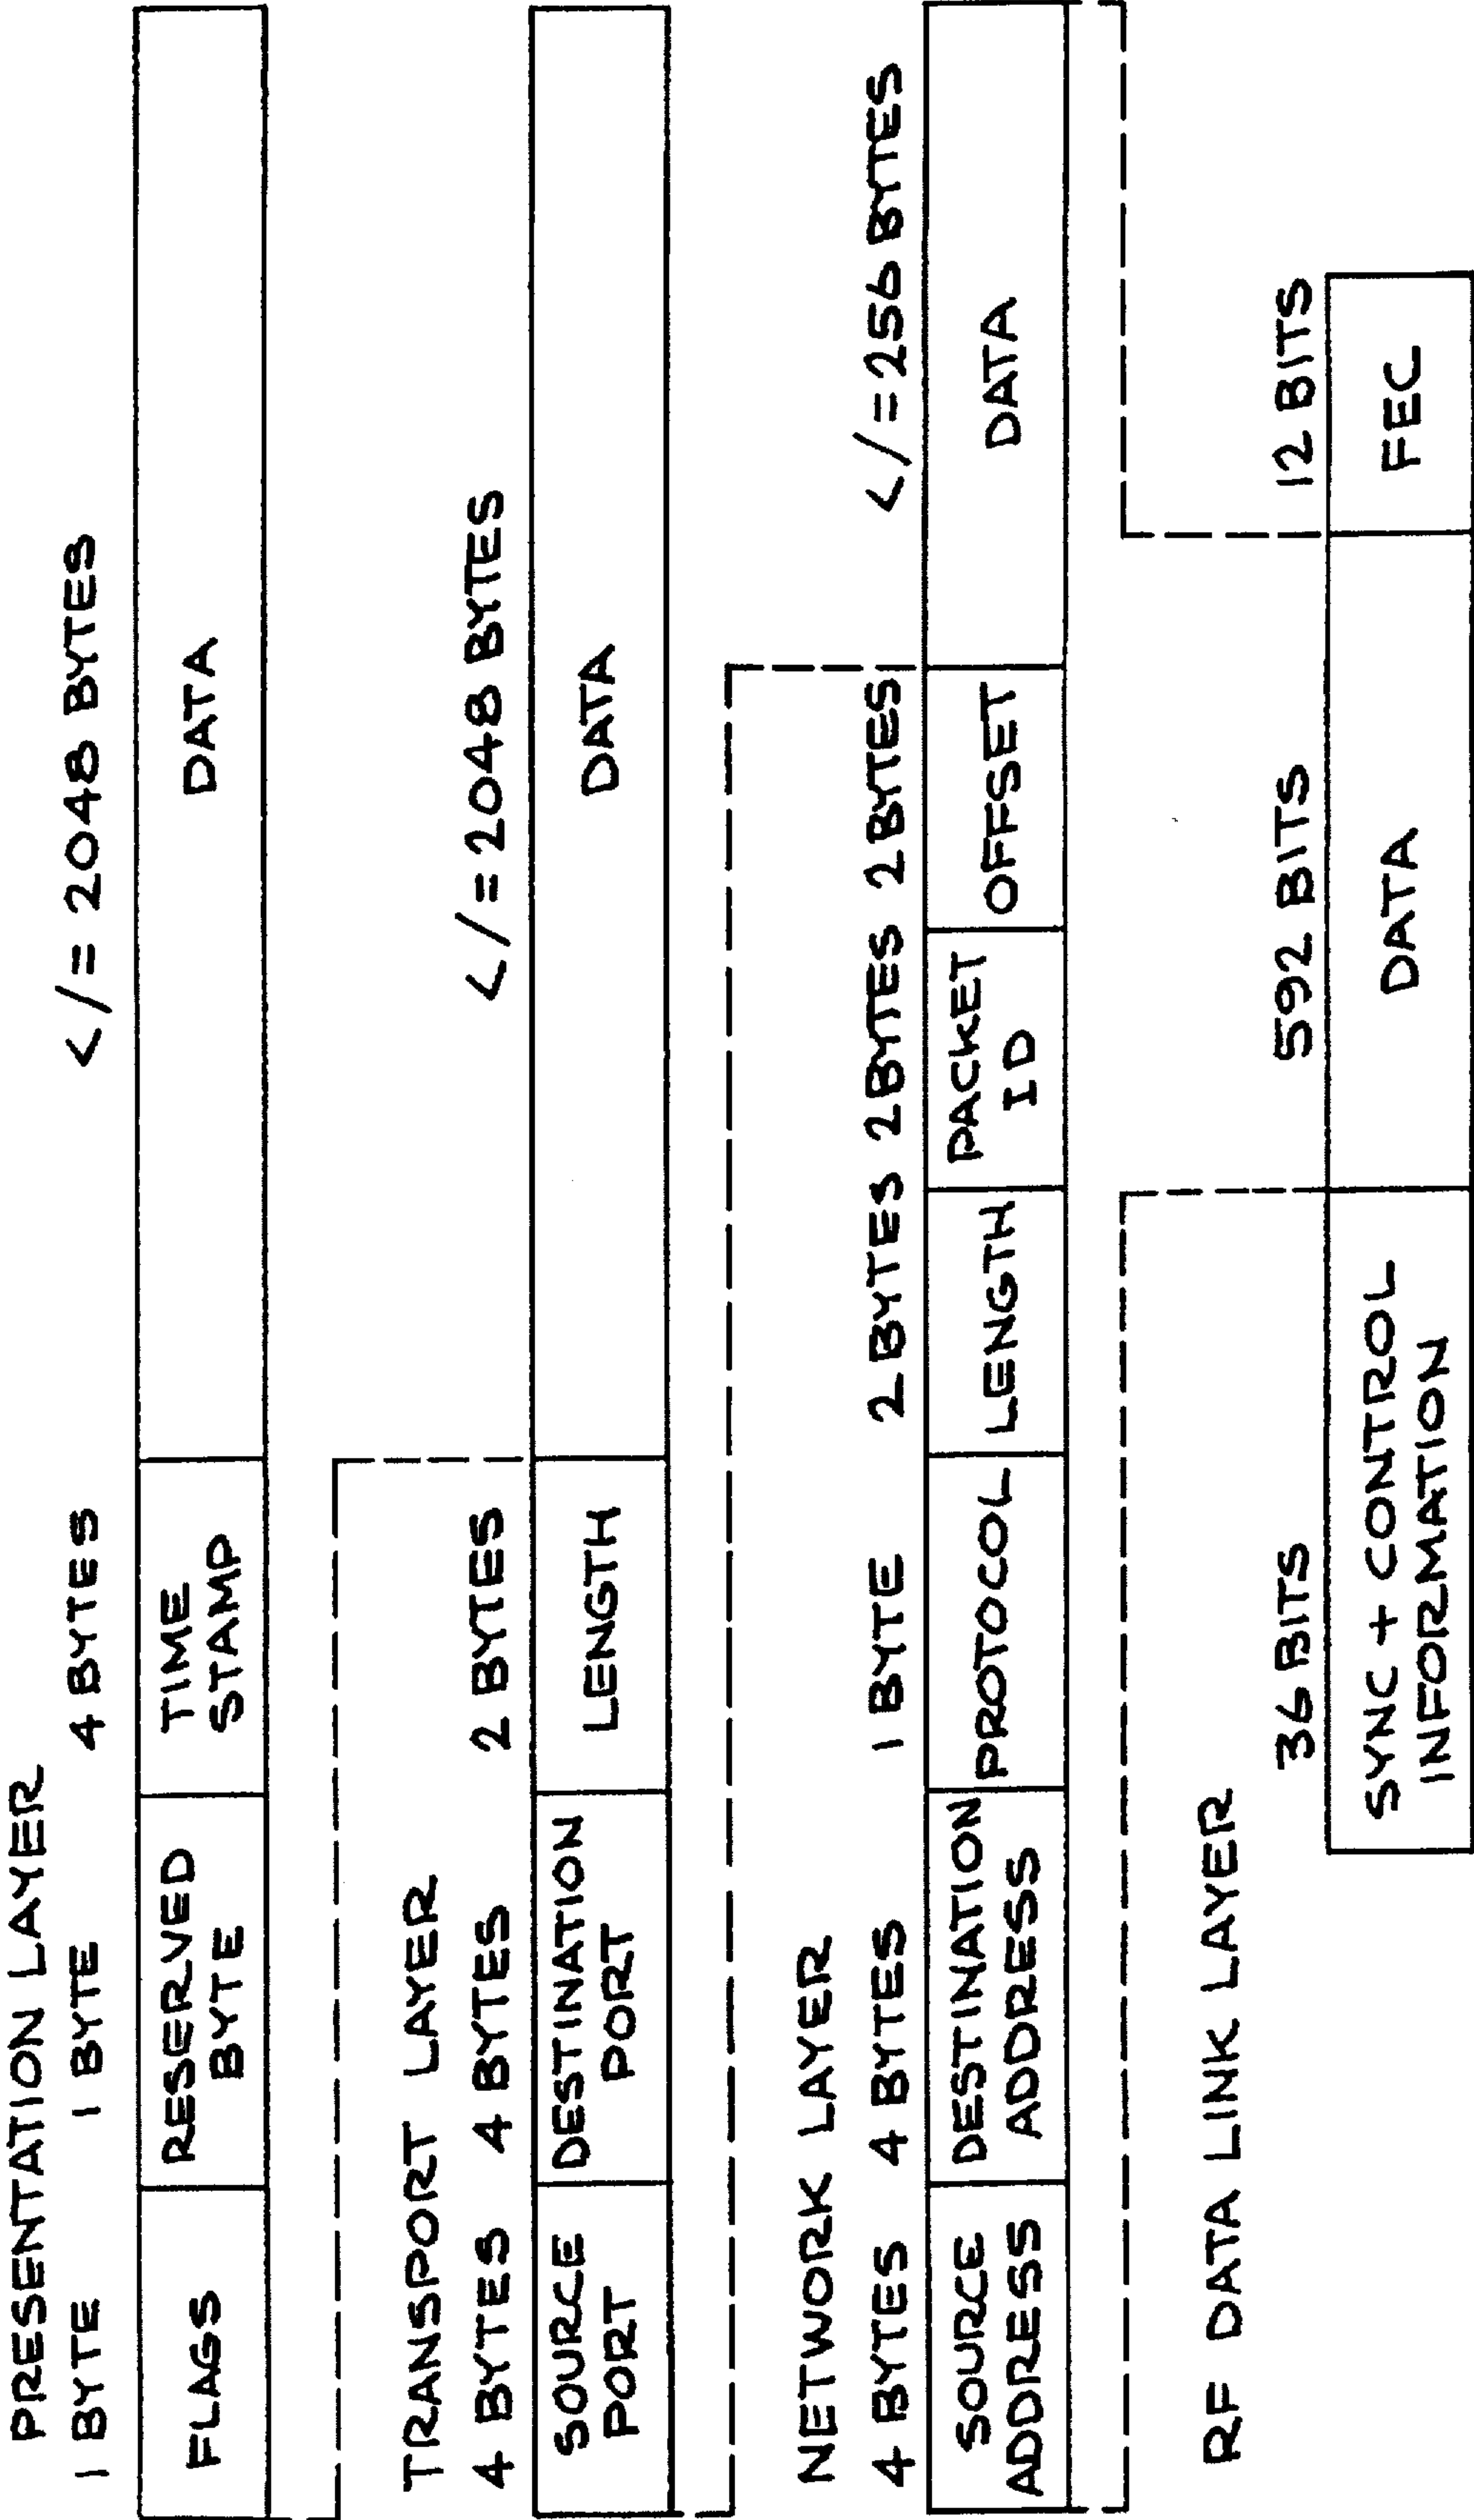 PRESENTATION LAYER
1 BYTE 1 BYTE 4 BYTES </= 2048 BYTES
FLAGS
RESERVED
BYTE
TIME
STAMP
DATA
TRANSPORT LAYER
4 BYTES 4 BYTES 2 BYTES </= 2048 BYTES
SOURCE
PORT
DESTINATION
PORT
LENGTH
DATA
NETWORK LAYER
4 BYTES 4 BYTES 1 BYTE 2 BYTES 2 BYTES 2 BYTES </= 256 BYTES
SOURCE
ADDRESS
DESTINATION
ADDRESS
PROTOCOL
LENGTH
PACKET
ID
OFFSET
DATA
RF DATA LINK LAYER
36 BITS 592 BITS 12 BITS
SYNC + CONTROL
INFORMATION
DATA
FEC